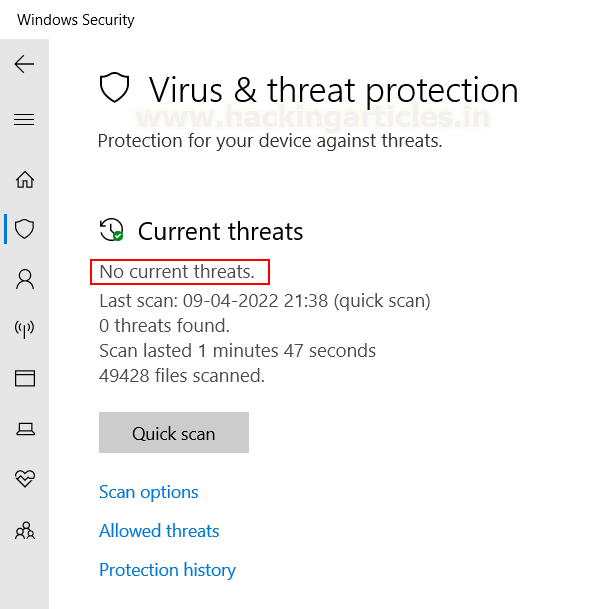 Windows Security
Virus & threat protection
www.hackingarticles.in
Protection for your device against threats.
Current threats
No current threats.
Last scan: 09-04-2022 21:38 (quick scan)
0 threats found.
Scan lasted 1 minutes 47 seconds
49428 files scanned.
Quick scan
Scan options
Allowed threats
Protection history